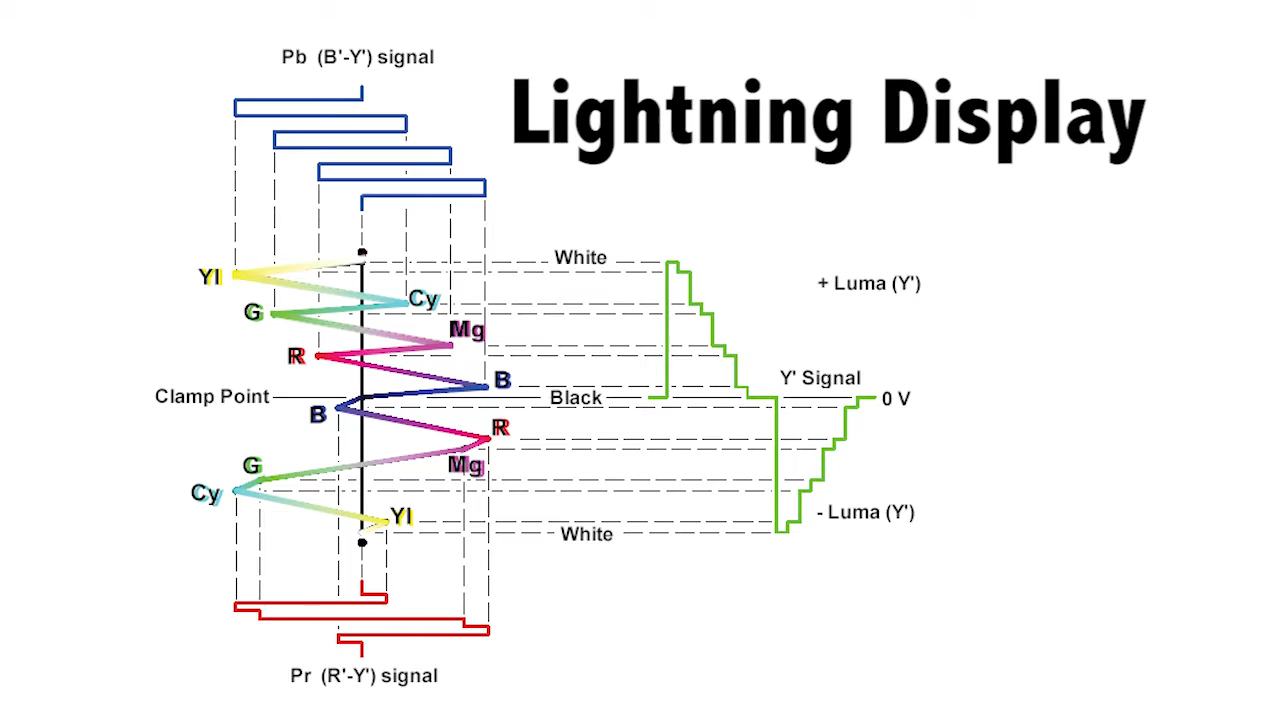 Pb (B'-Y') signal
Lightning Display
White
Yl
+ Luma (Y')
Cy
G
Mg
R
Y' Signal
B
Clamp Point
Black
0 V
B
R
G
Mg
Cy
Yl
- Luma (Y')
White
Pr (R'-Y') signal